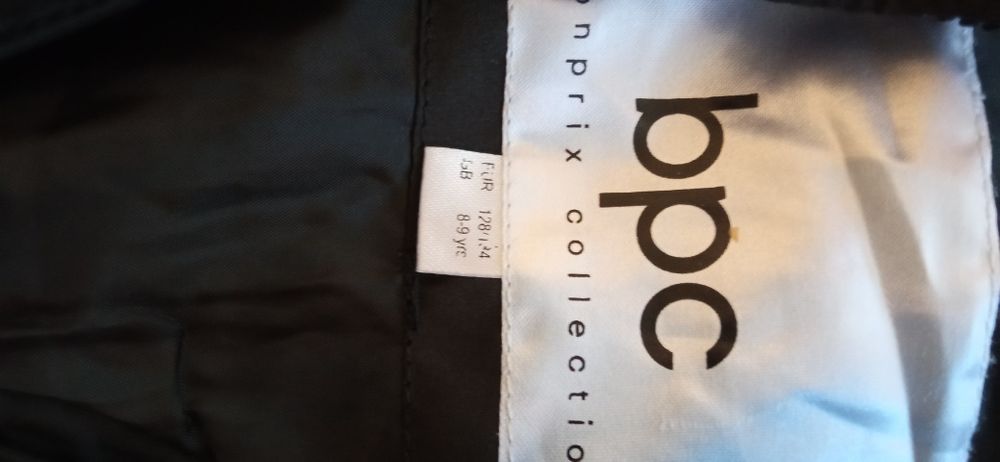 bpc
onprix collectio
EUR 128/134
GB 8-9 yrs